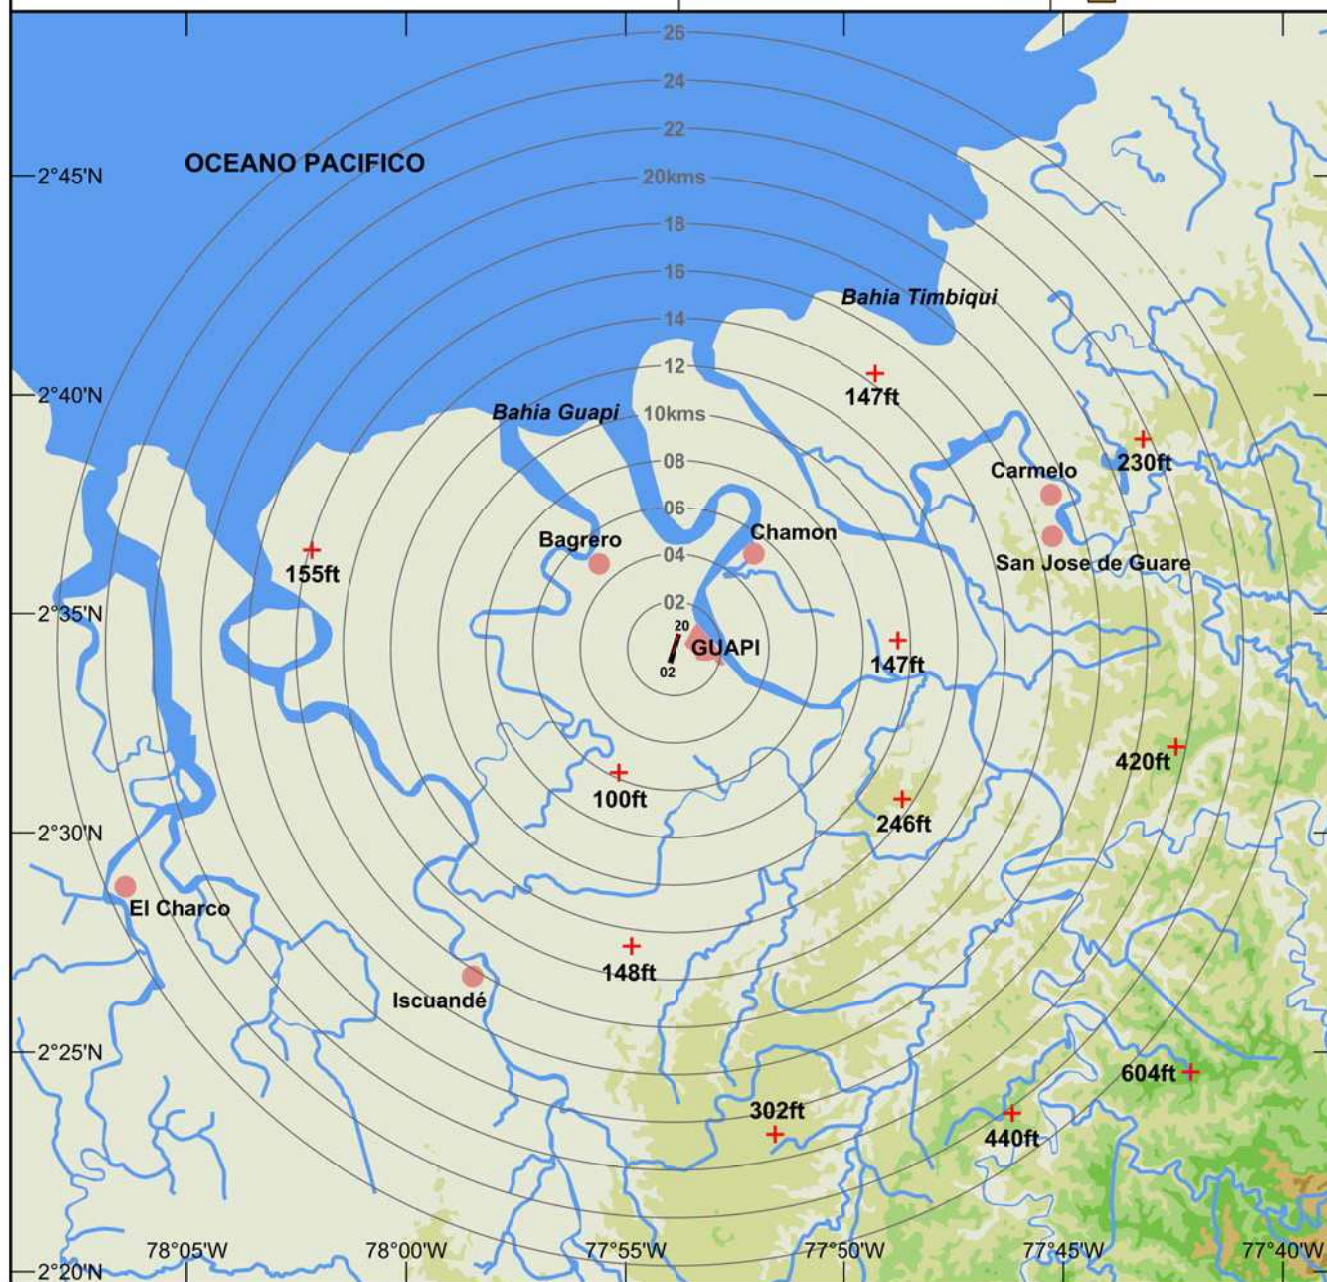 26
24
22
OCEANO PACIFICO
2°45'N
20kms
18
16
Bahia Timbiqui
14
12
147ft
2°40'N
Bahia Guapi
10kms
08
230ft
Carmelo
06
Bagrero
Chamon
04
155ft
San Jose de Guare
02
2°35'N
20
GUAPI
147ft
02
420ft
100ft
246ft
2°30'N
El Charco
148ft
Iscuandé
2°25'N
604ft
302ft
440ft
78°05'W
78°00'W
77°55'W
77°50'W
77°45'W
77°40'W
2°20'N